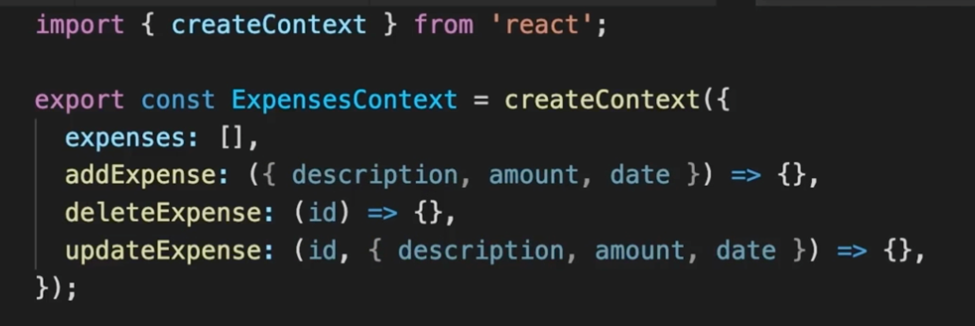 import { createContext } from 'react';
export const ExpensesContext = createContext({
expenses: [],
addExpense: ({ description, amount, date }) => {},
deleteExpense: (id) => {},
updateExpense: (id, { description, amount, date }) => {},
});